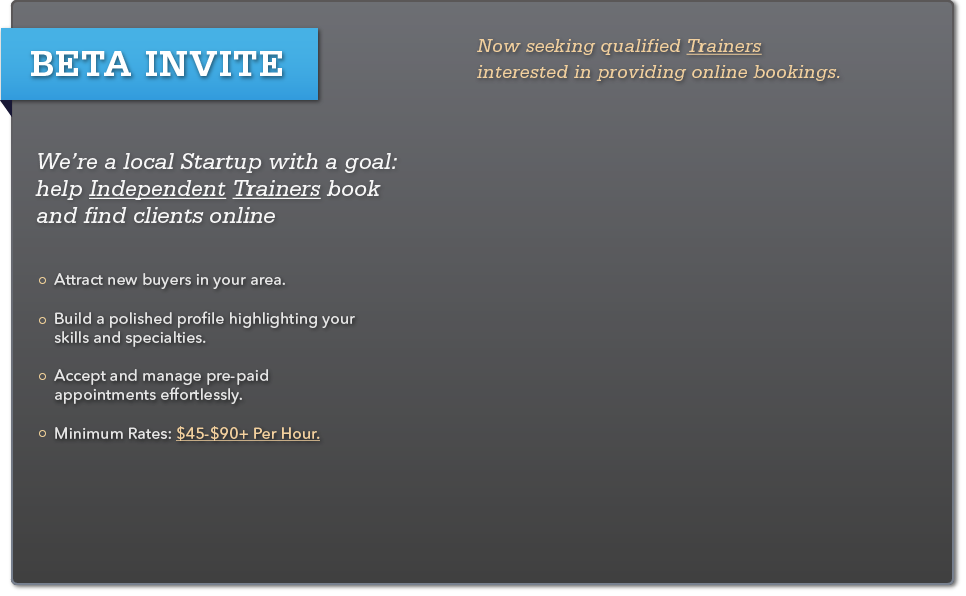 BETA INVITE
Now seeking qualified Trainers
interested in providing online bookings.
We're a local Startup with a goal:
help Independent Trainers book
and find clients online
Attract new buyers in your area.
Build a polished profile highlighting your
skills and specialties.
Accept and manage pre-paid
appointments effortlessly.
Minimum Rates: $45-$90+ Per Hour.